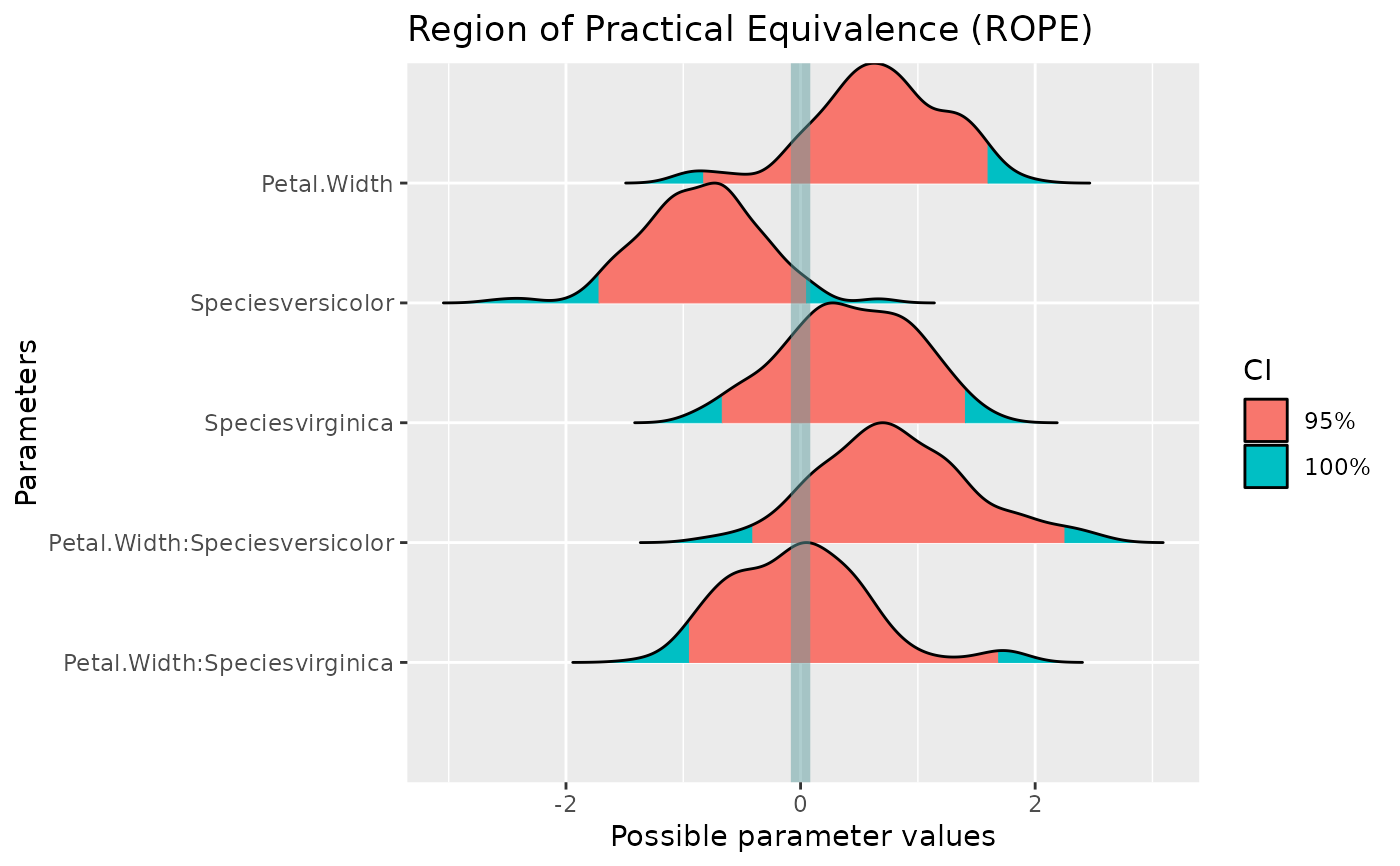 Region of Practical Equivalence (ROPE)
Parameters
Petal.Width
Speciesversicolor
Speciesvirginica
Petal.Width:Speciesversicolor
Petal.Width:Speciesvirginica
-2 0 2
Possible parameter values
CI
95%
100%